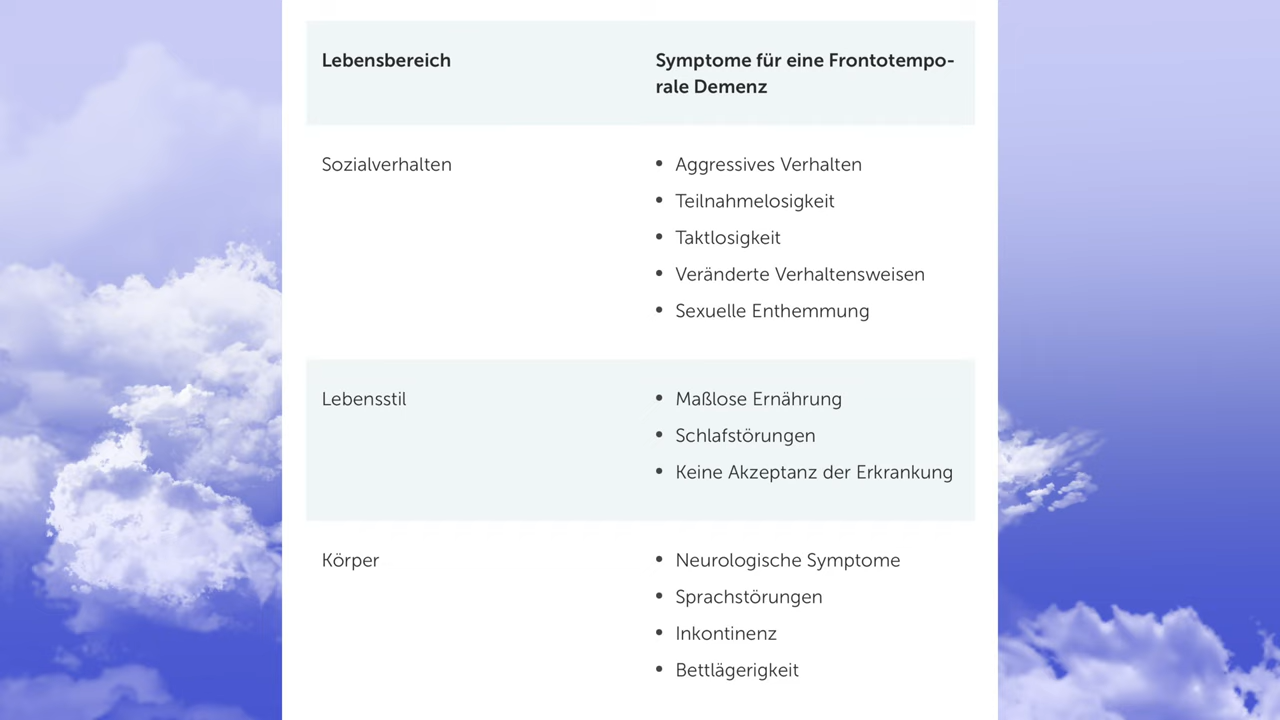 Lebensbereich
Symptome für eine Frontotempo-
rale Demenz
Sozialverhalten
• Aggressives Verhalten
• Teilnahmelosigkeit
• Taktlosigkeit
• Veränderte Verhaltensweisen
• Sexuelle Enthemmung
Lebensstil
• Maßlose Ernährung
• Schlafstörungen
• Keine Akzeptanz der Erkrankung
Körper
• Neurologische Symptome
• Sprachstörungen
• Inkontinenz
• Bettlägerigkeit